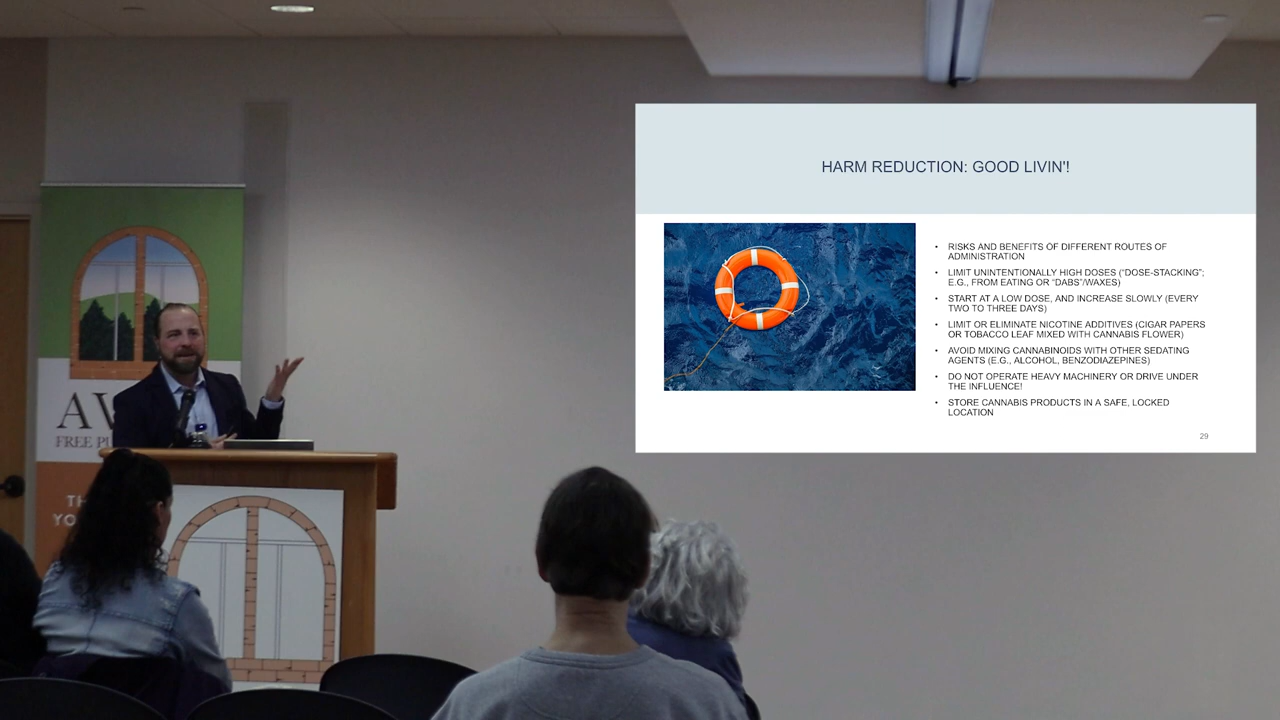 HARM REDUCTION: GOOD LIVIN'!
• RISKS AND BENEFITS OF DIFFERENT ROUTES OF
ADMINISTRATION
• LIMIT UNINTENTIONALLY HIGH DOSES ("DOSE-STACKING";
E.G., FROM EATING OR "DABS"/WAXES)
• START AT A LOW DOSE, AND INCREASE SLOWLY (EVERY
TWO TO THREE DAYS)
• LIMIT OR ELIMINATE NICOTINE ADDITIVES (CIGAR PAPERS
OR TOBACCO LEAF MIXED WITH CANNABIS FLOWER)
• AVOID MIXING CANNABINOIDS WITH OTHER SEDATING
AGENTS (E.G., ALCOHOL, BENZODIAZEPINES)
• DO NOT OPERATE HEAVY MACHINERY OR DRIVE UNDER
THE INFLUENCE!
• STORE CANNABIS PRODUCTS IN A SAFE, LOCKED
LOCATION
29
FREE